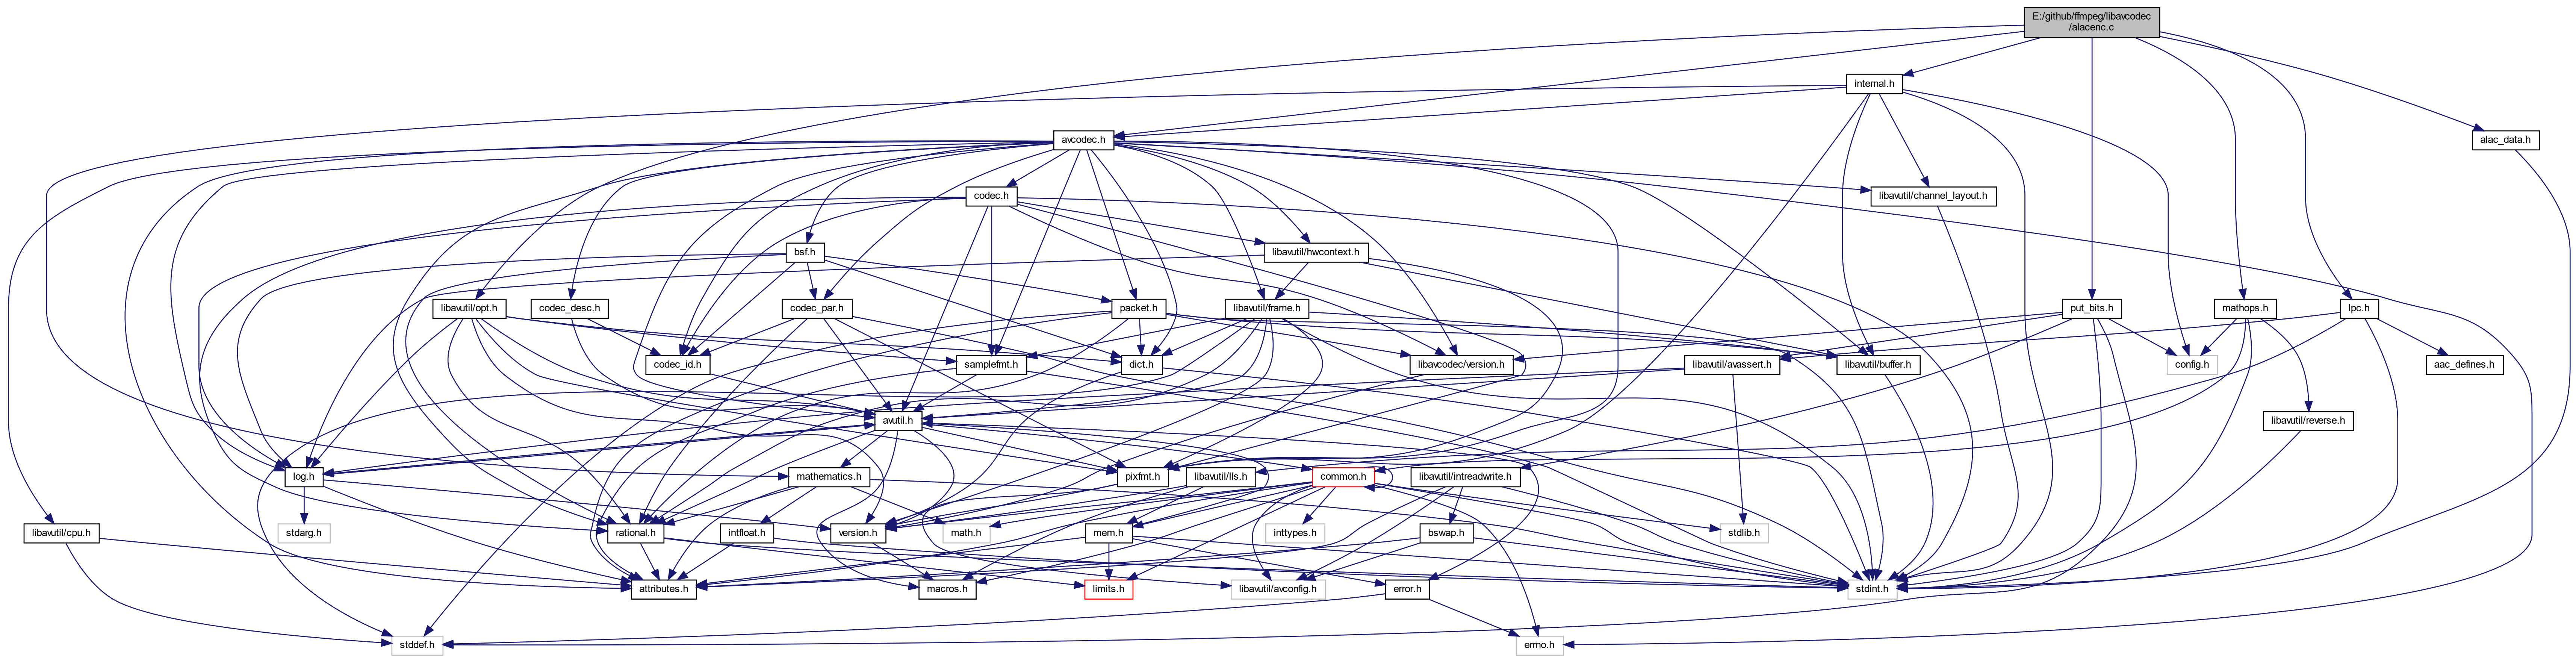 E:/github/ffmpeg/libavcodec
/alacenc.c
internal.h
avcodec.h
alac_data.h
codec.h
libavutil/channel_layout.h
bsf.h
libavutil/hwcontext.h
libavutil/opt.h
codec_desc.h
codec_par.h
packet.h
libavutil/frame.h
put_bits.h
mathops.h
lpc.h
codec_id.h
samplefmt.h
dict.h
libavcodec/version.h
libavutil/avassert.h
libavutil/buffer.h
config.h
aac_defines.h
avutil.h
libavutil/reverse.h
log.h
mathematics.h
pixfmt.h
libavutil/lls.h
common.h
libavutil/intreadwrite.h
libavutil/cpu.h
stdarg.h
rational.h
intfloat.h
version.h
math.h
mem.h
inttypes.h
bswap.h
stdlib.h
attributes.h
macros.h
limits.h
libavutil/avconfig.h
error.h
stdint.h
stddef.h
errno.h